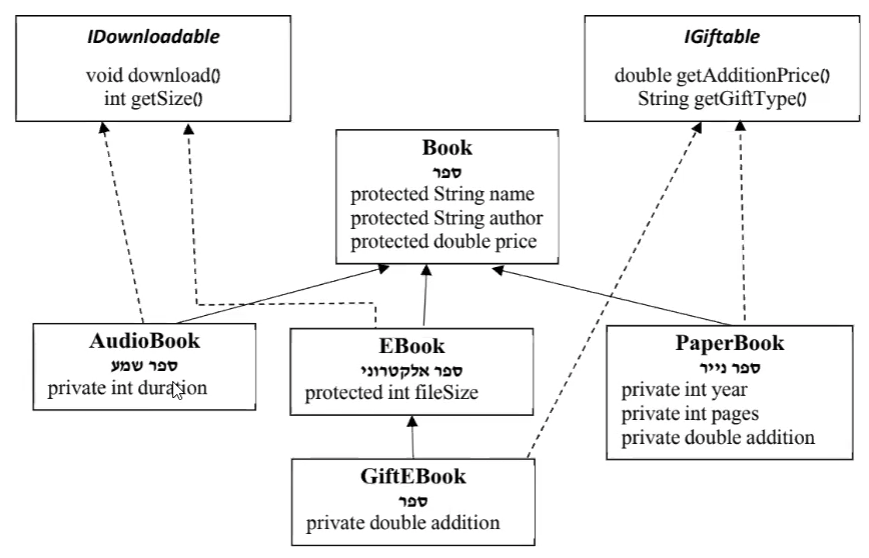 IDownloadable
void download()
int getSize()
IGiftable
double getAdditionPrice()
String getGiftType()
Book
ספר
protected String name
protected String author
protected double price
AudioBook
ספר שמע
private int duration
EBook
ספר אלקטרוני
protected int fileSize
PaperBook
ספר נייר
private int year
private int pages
private double addition
GiftEBook
ספר
private double addition